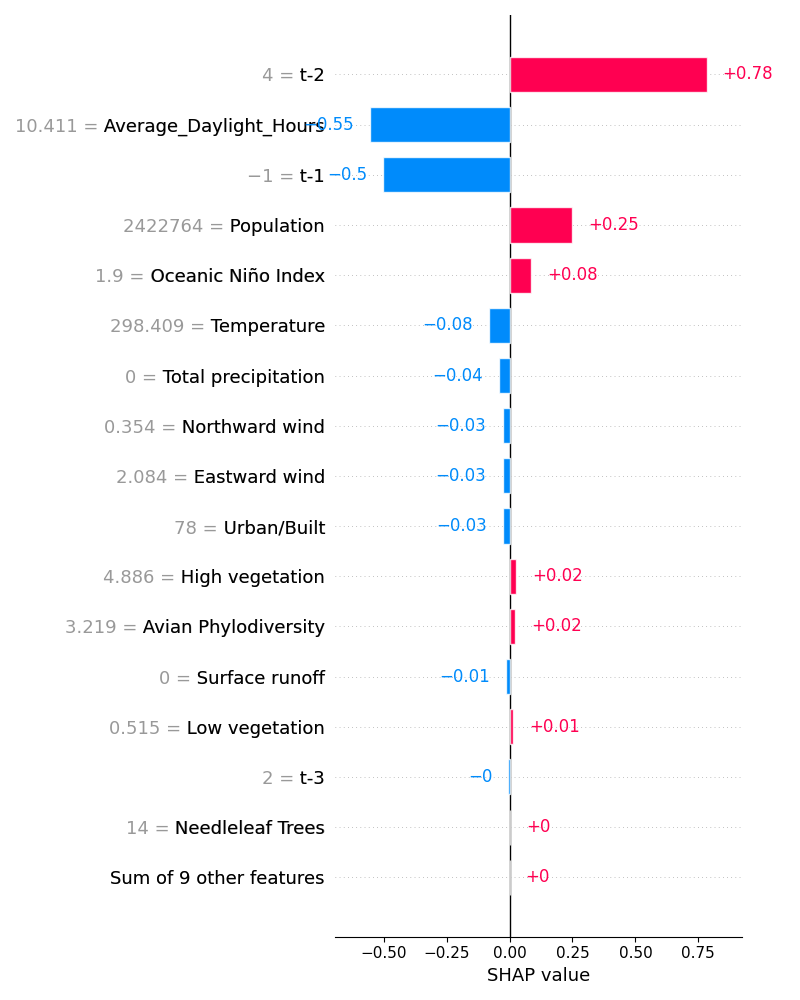 4 = t-2 +0.78
10.411 = Average_Daylight_Hours −0.55
−1 = t-1 −0.5
2422764 = Population +0.25
1.9 = Oceanic Niño Index +0.08
298.409 = Temperature −0.08
0 = Total precipitation −0.04
0.354 = Northward wind −0.03
2.084 = Eastward wind −0.03
78 = Urban/Built −0.03
4.886 = High vegetation +0.02
3.219 = Avian Phylodiversity +0.02
0 = Surface runoff −0.01
0.515 = Low vegetation +0.01
2 = t-3 −0
14 = Needleleaf Trees +0
Sum of 9 other features +0
−0.50 −0.25 0.00 0.25 0.50 0.75
SHAP value